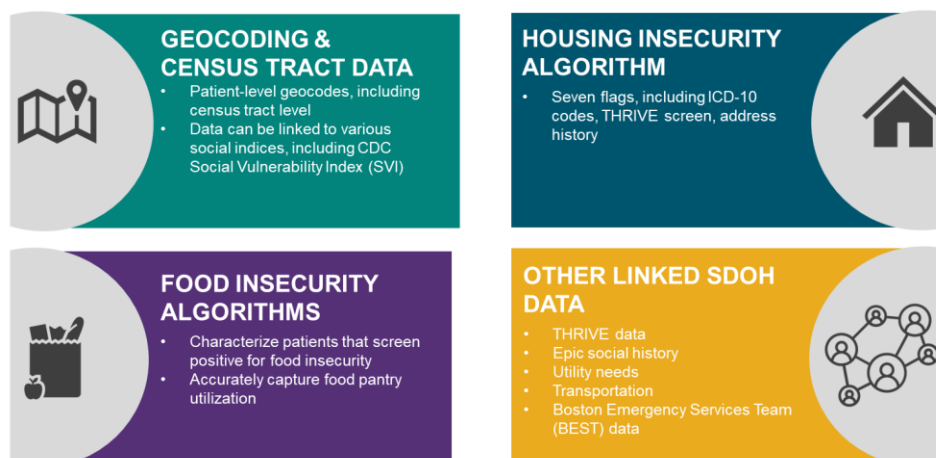 GEOCODING &
CENSUS TRACT DATA
• Patient-level geocodes, including
census tract level
• Data can be linked to various
social indices, including CDC
Social Vulnerability Index (SVI)
HOUSING INSECURITY
ALGORITHM
• Seven flags, including ICD-10
codes, THRIVE screen, address
history
FOOD INSECURITY
ALGORITHMS
• Characterize patients that screen
positive for food insecurity
• Accurately capture food pantry
utilization
OTHER LINKED SDOH
DATA
• THRIVE data
• Epic social history
• Utility needs
• Transportation
• Boston Emergency Services Team
(BEST) data